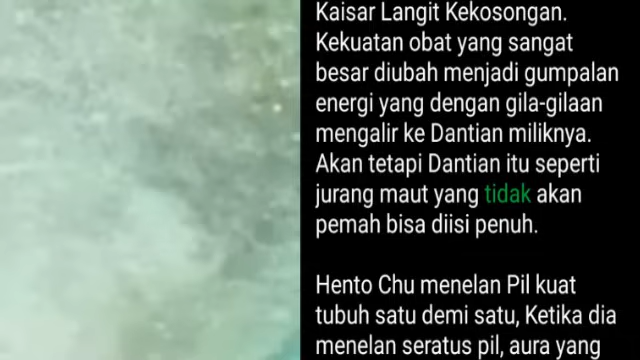 Kaisar Langit Kekosongan.
Kekuatan obat yang sangat
besar diubah menjadi gumpalan
energi yang dengan gila-gilaan
mengalir ke Dantian miliknya.
Akan tetapi Dantian itu seperti
jurang maut yang tidak akan
pemah bisa diisi penuh.
Hento Chu menelan Pil kuat
tubuh satu demi satu, Ketika dia
menelan seratus pil, aura yang